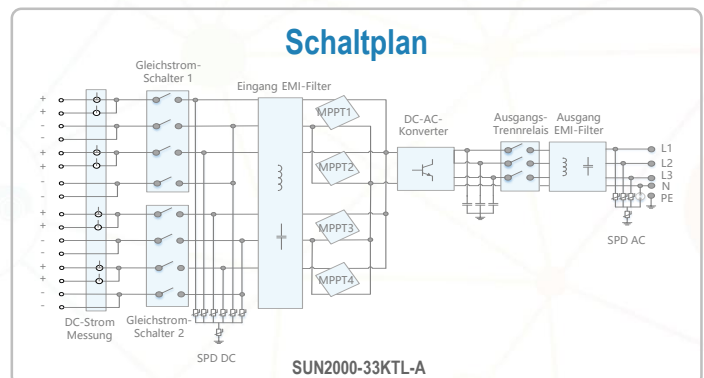 Schaltplan
Gleichstrom-
Schalter 1
Eingang EMI-Filter
DC-AC-
Konverter
Ausgangs-
Trennrelais
Ausgang
EMI-Filter
+
+
-
-
+
+
-
-
+
+
-
-
+
+
-
-
MPPT1
MPPT2
MPPT3
MPPT4
L1
L2
L3
N
PE
SPD AC
DC-Strom
Messung
Gleichstrom-
Schalter 2
SPD DC
SUN2000-33KTL-A